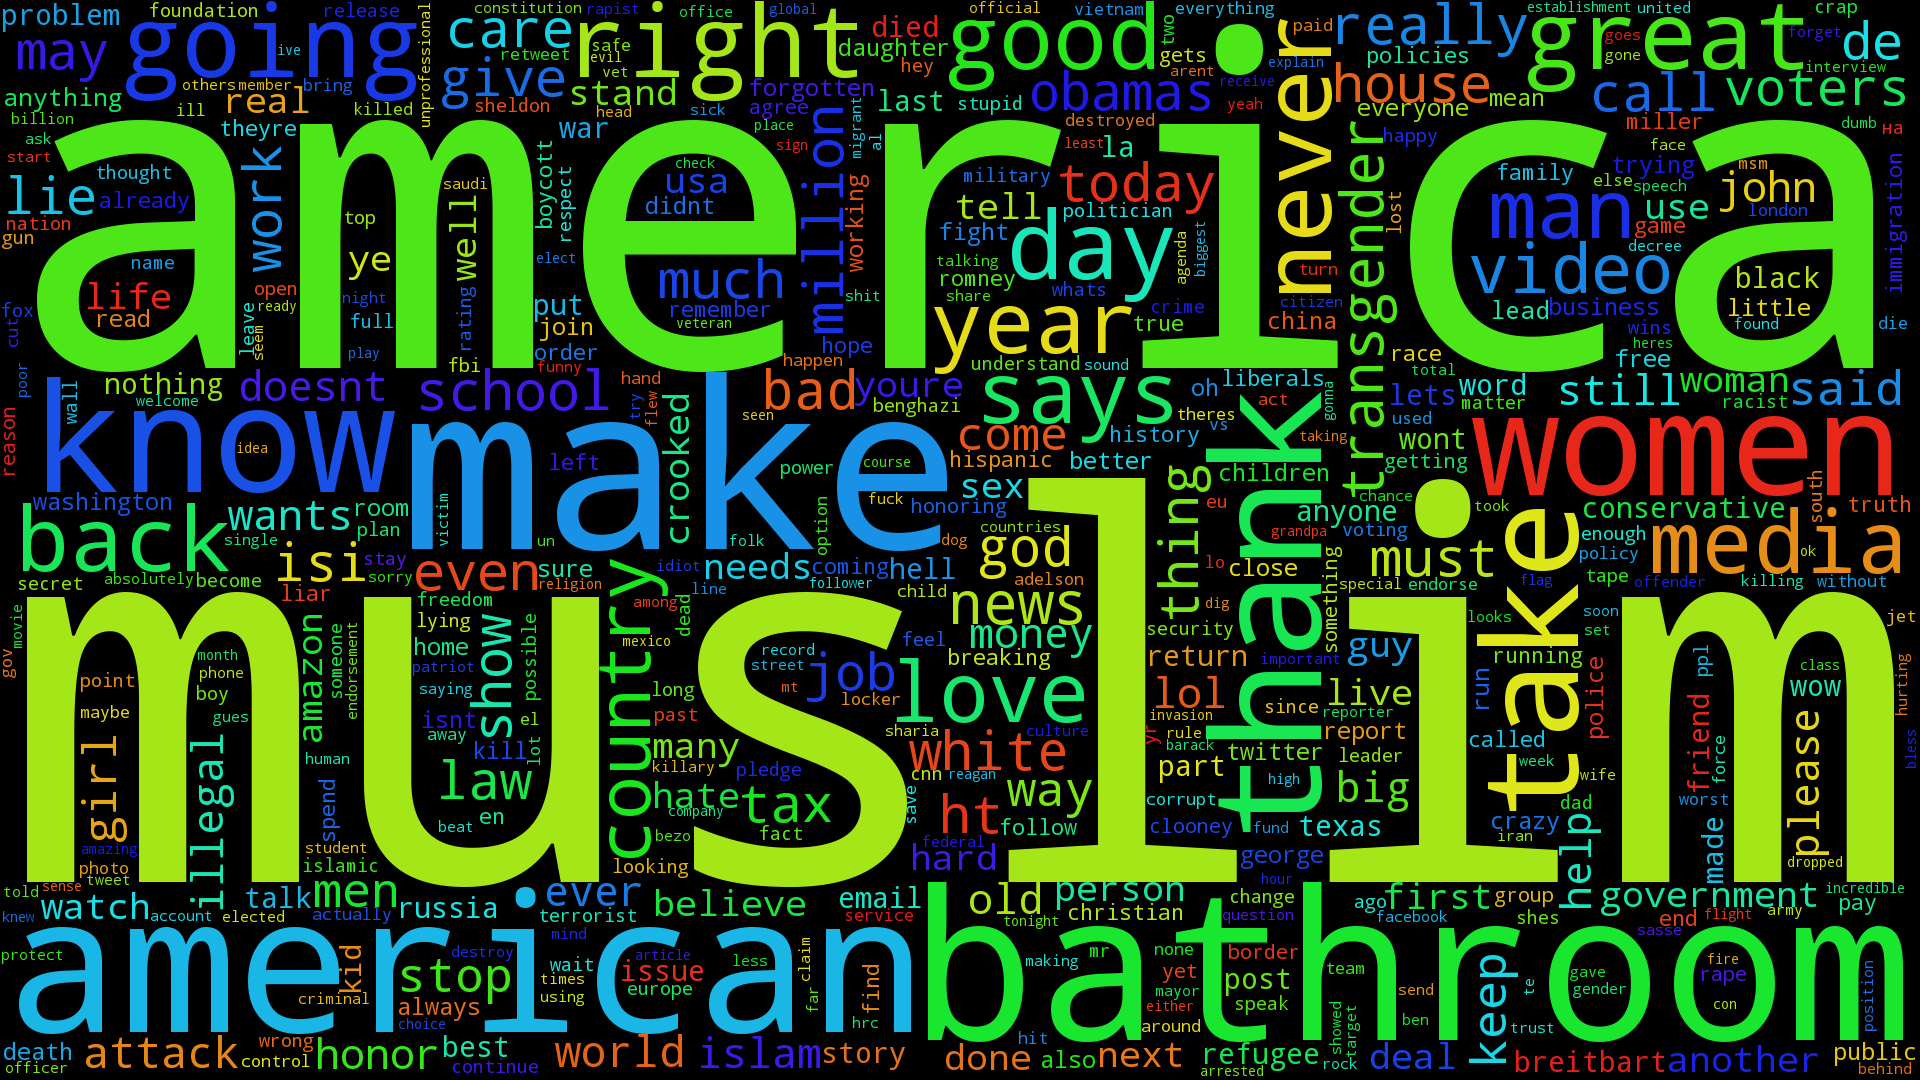 problem foundation release constitution rapist office global official vietnam everything establishment united crap
may going live unprofessional care retweet safe evil vet right died daughter hey good two gets arent explain paid really policies great goes gone forget interview de
anything others member bring give sheldon stand head forgotten agree last stupid obamas receive yeah never house everyone mean call voters
billion ill real killed war sick place million migrant al destroyed happy miller dumb на
ask theyre america check sign least la transgender face
start thought work saudi boycott respect usa didnt working military today family trying msm immigration
lie already top well tell politician man else speech john
nation gun name ye elect much remember fight day agenda biggest lost use game london
fox life read open ready night full rating put talking romney share whats crime turn citizen video decree black little
cut leave seem play fbi join order funny veteran shit hope happen year understand sound true china lead business wins heres found die
poor wall nothing welcome doesnt school hand try flew crooked bad youre benghazi says oh liberals theres vs act gonna race free total lets word matter still woman racist said
reason know idea make left seen power course come hispanic history better taking used wont getting women
washington back single wants room plan victim un folk option fuck honoring sex countries eu children thank anyone chance voting took conservative south truth
secret absolutely become isi stay sorry liar even sure religion idiot needs follower coming hell dog god adelson thing lo close grandpa dig special must endorse flag enough policy tape offender media killing ok without
movie gov muslim amazon someone endorsement freedom lying home patriot saying show possible country among mexico dead line child news money feel breaking security return something important guy take looks soon set jet
point maybe month phone boy gues girl illegal human isnt away el lot kill long past many killary record street mt job locker love sharia culture invasion yr rule lol since live reporter run running called police friend ppl class wow hurting
amazing photo tweet spend student islamic law beat en hate company bezo looking pledge tax fact save cnn reagan white way ht follow barack part corrupt clooney twitter high fund report leader big texas crazy week wife iran dad worst force made please dropped bless
told sense watch account elected talk men actually russia ever terrorist believe email service federal hard old person christian george hour change question ago facebook first group shes help government end flight army incredible pay
knew protect american criminal kid stop always destroy times using wait mind issue europe article less claim far find hrc tonight making bathroom mr none yet mayor either border post speak team send keep te sasse gave gender fire rape con position
death officer attack wrong control honor choice best continue world islam story done hit also next around refugee arrested rock showed target deal ben trust breitbart another public behind